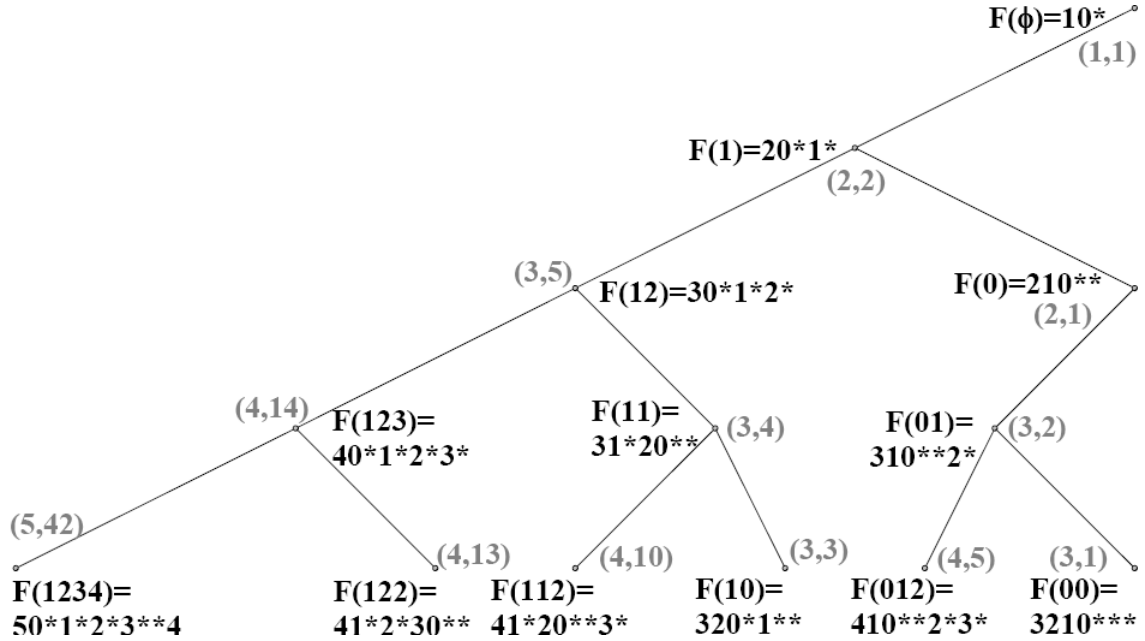 F(ϕ)=10*
(1,1)
F(1)=20*1*
(2,2)
(3,5)
F(12)=30*1*2*
F(0)=210**
(2,1)
(4,14)
F(123)=
40*1*2*3*
F(11)=
31*20**
(3,4)
F(01)=
310**2*
(3,2)
(5,42)
(4,13)
(4,10)
(3,3)
(4,5)
(3,1)
F(1234)=
50*1*2*3**4
F(122)=
41*2*30**
F(112)=
41*20**3*
F(10)=
320*1**
F(012)=
410**2*3*
F(00)=
3210***